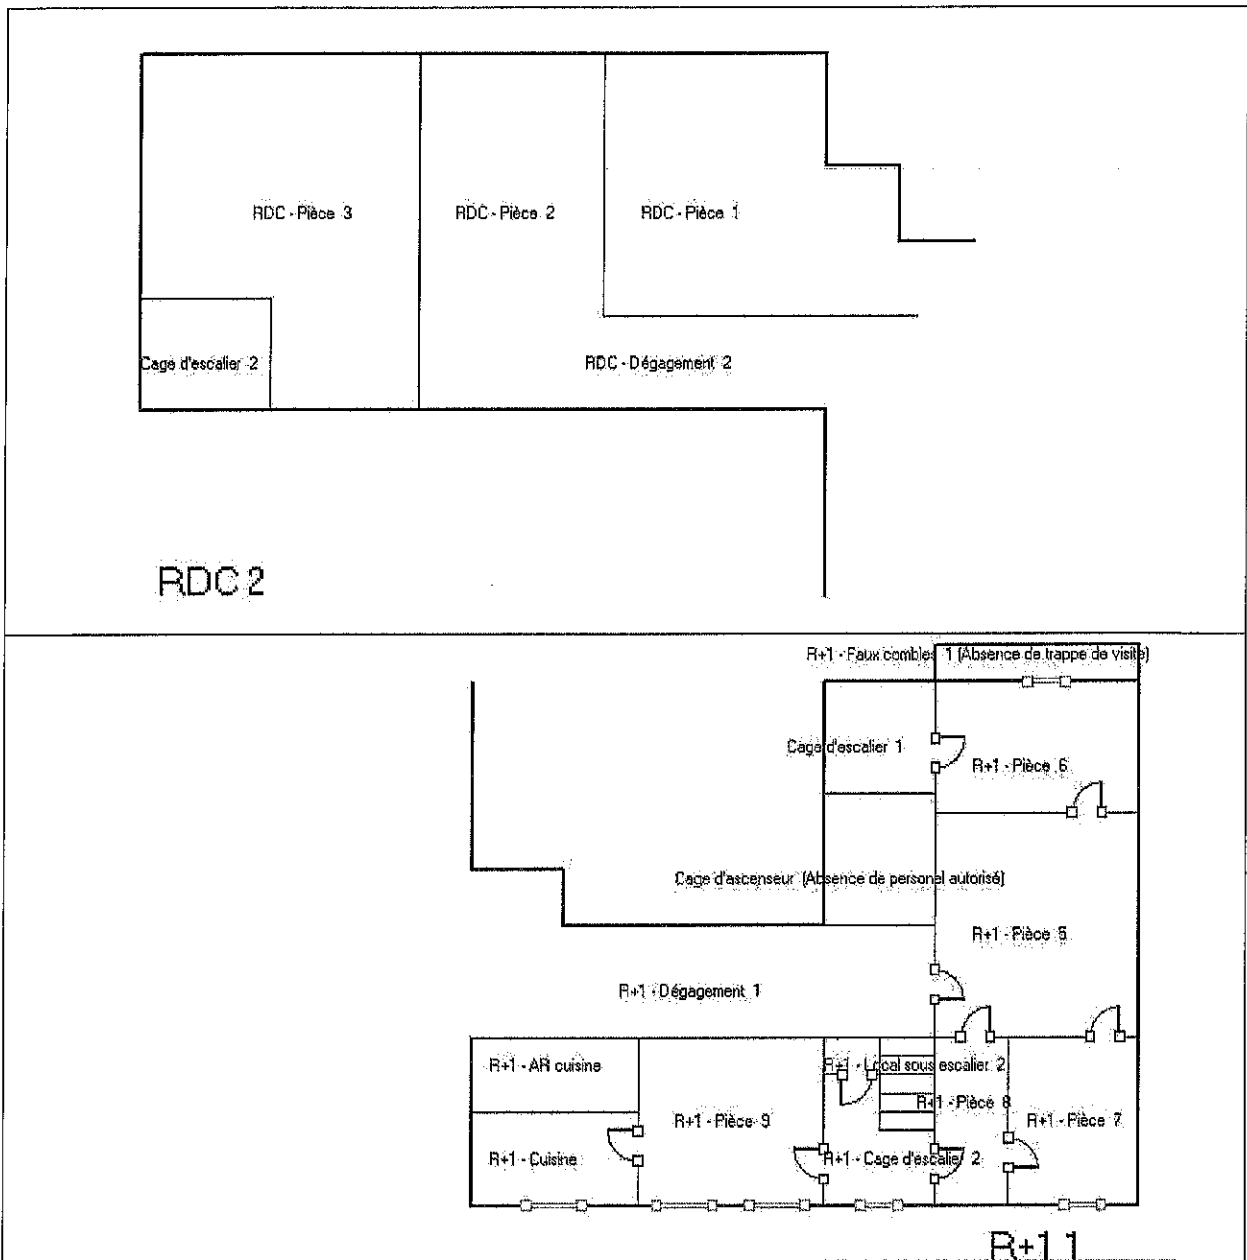 RDC - Pièce 3
RDC - Pièce 2
RDC - Pièce 1
Cage d'escalier 2
RDC - Dégagement 2
RDC 2
R+1 - Faux combles 1 (Absence de trappe de visite)
Cage d'escalier 1
R+1 - Pièce 6
Cage d'ascenseur (Absence de personel autorisé)
R+1 - Pièce 5
R+1 - Dégagement 1
R+1 - AR cuisine
R+1 - Local sous escalier 2
R+1 - Pièce 8
R+1 - Pièce 9
R+1 - Pièce 7
R+1 - Cuisine
R+1 - Cage d'escalier 2
R+1 1